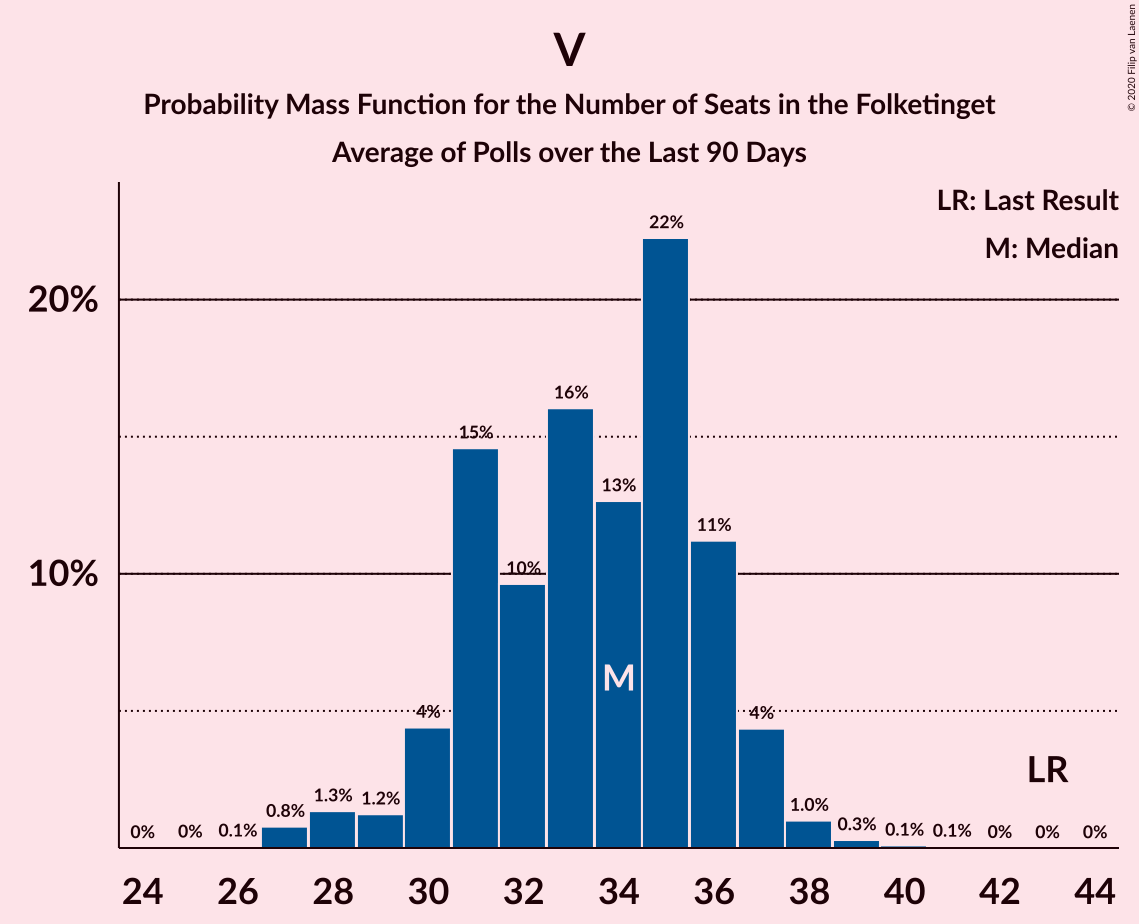 © 2020 Filip van Laenen
V
Probability Mass Function for the Number of Seats in the Folketinget
Average of Polls over the Last 90 Days
LR: Last Result
M: Median
20%
10%
0% 0% 0.1% 0.8% 1.3% 1.2% 4% 15% 10% 16% 13% 22% 11% 4% 1.0% 0.3% 0.1% 0.1% 0% 0% 0%
M
LR
24 26 28 30 32 34 36 38 40 42 44